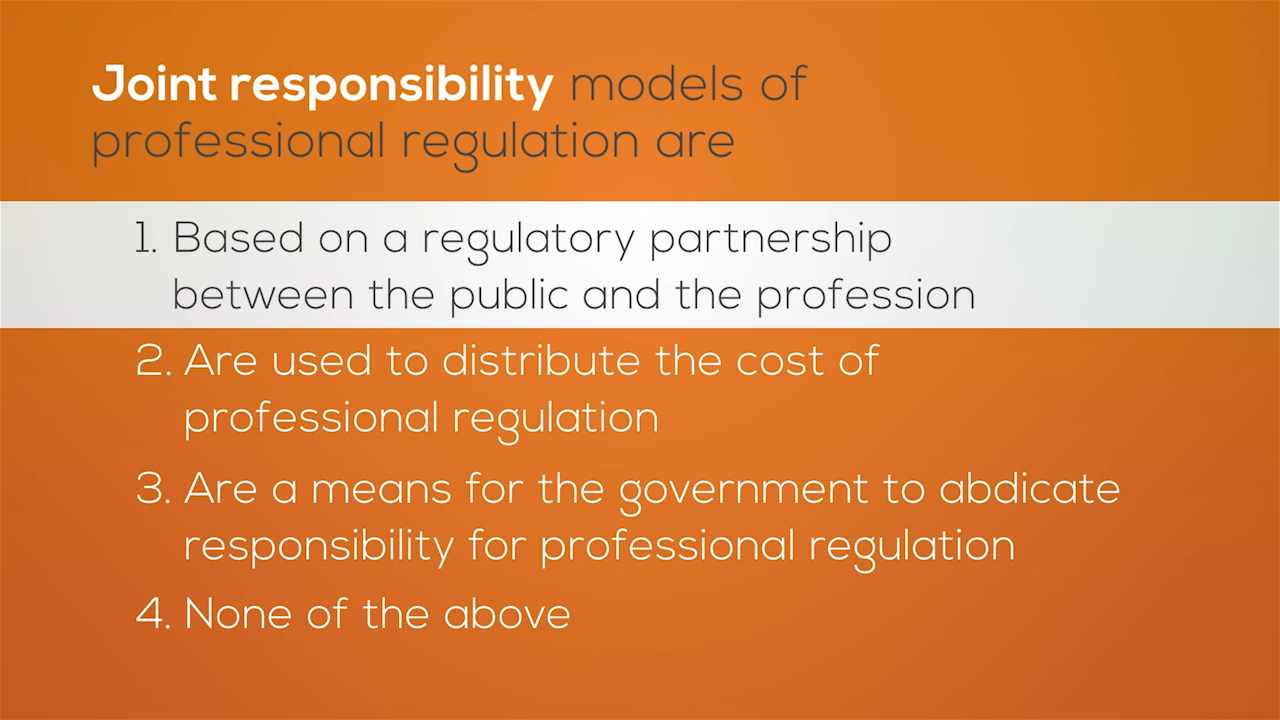 Joint responsibility models of
professional regulation are
1. Based on a regulatory partnership
between the public and the profession
2. Are used to distribute the cost of
professional regulation
3. Are a means for the government to abdicate
responsibility for professional regulation
4. None of the above